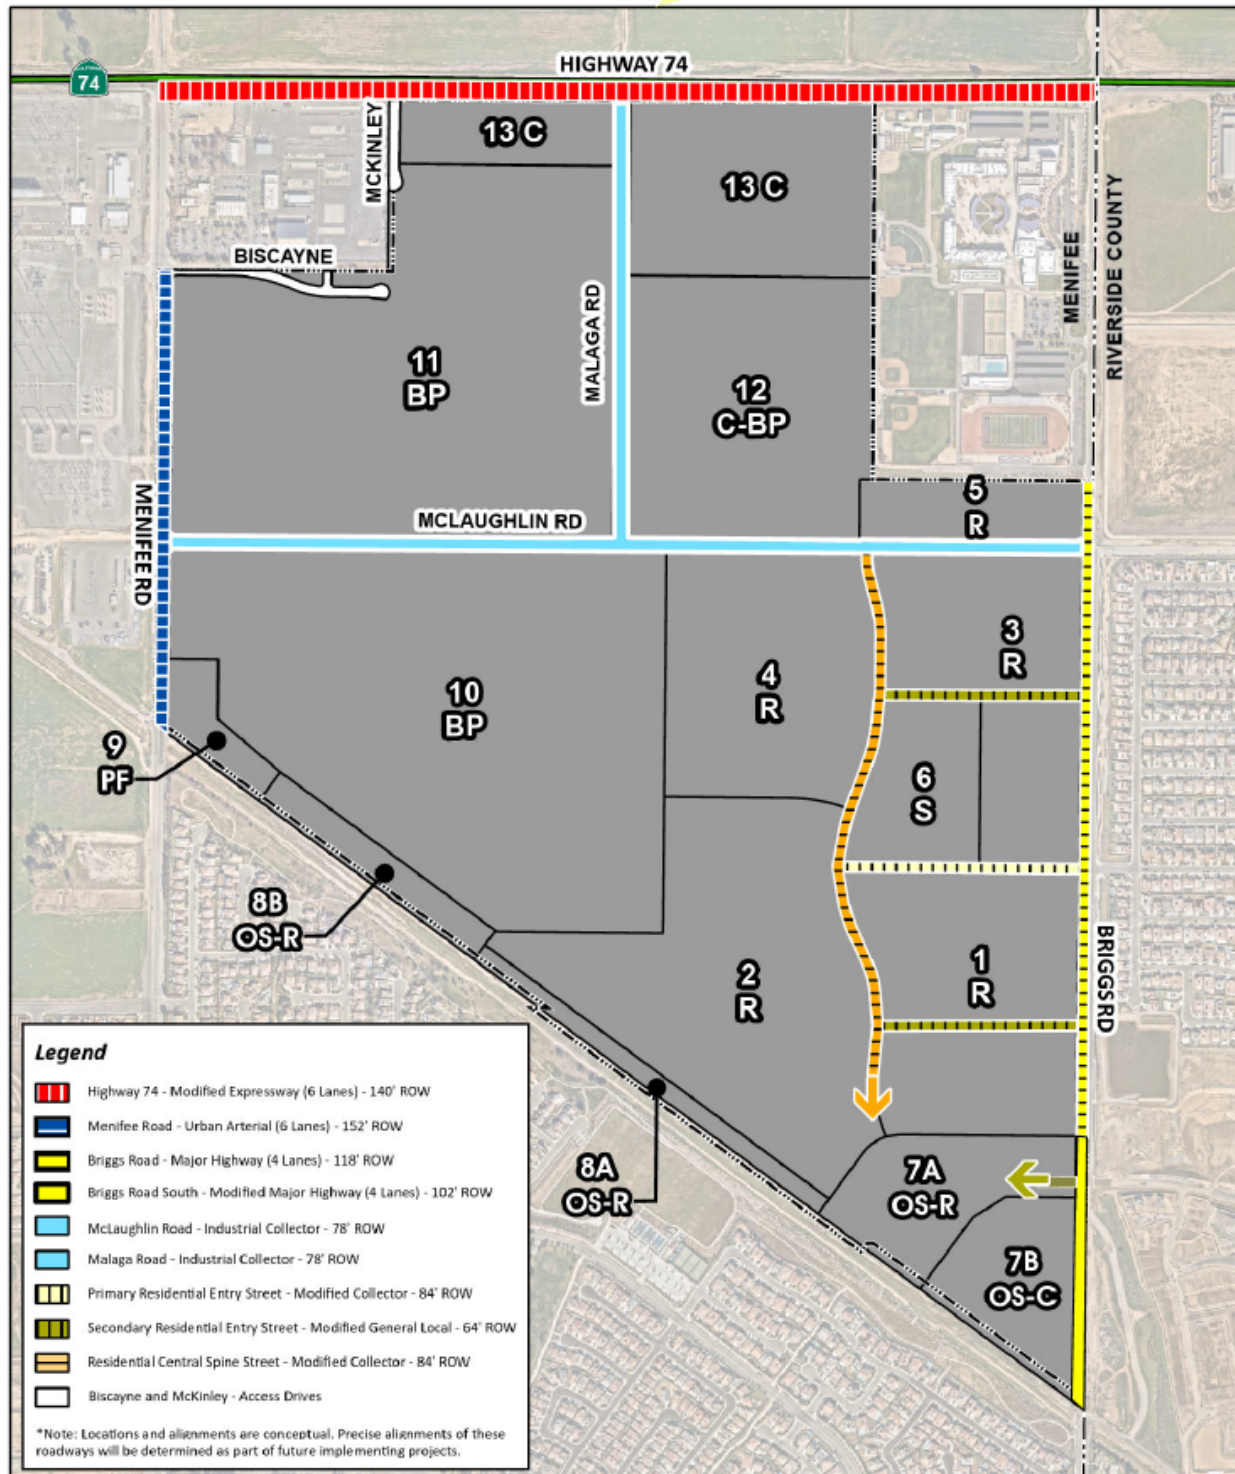 HIGHWAY 74
74
MCKINLEY
13 C
13 C
BISCAYNE
MALAGA RD
MENIFEE
RIVERSIDE COUNTY
11
BP
12
C-BP
5
R
MENIFEE RD
MCLAUGHLIN RD
3
R
4
R
10
BP
9
PF
6
S
8B
OS-R
BRIGGS RD
2
R
1
R
8A
OS-R
7A
OS-R
7B
OS-C
Legend
Highway 74 - Modified Expressway (6 Lanes) - 140' ROW
Menifee Road - Urban Arterial (6 Lanes) - 152' ROW
Briggs Road - Major Highway (4 Lanes) - 118' ROW
Briggs Road South - Modified Major Highway (4 Lanes) - 102' ROW
McLaughlin Road - Industrial Collector - 78' ROW
Malaga Road - Industrial Collector - 78' ROW
Primary Residential Entry Street - Modified Collector - 84' ROW
Secondary Residential Entry Street - Modified General Local - 64' ROW
Residential Central Spine Street - Modified Collector - 84' ROW
Biscayne and McKinley - Access Drives
*Note: Locations and alignments are conceptual. Precise alignments of these
roadways will be determined as part of future implementing projects.